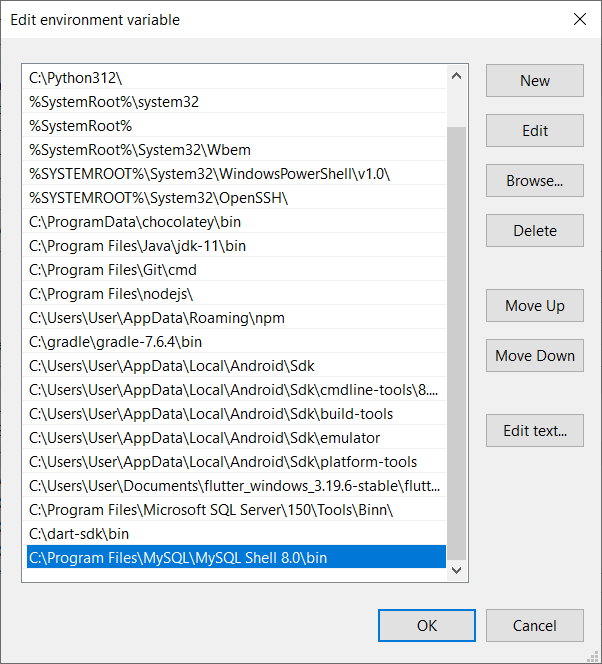 Edit environment variable
C:\Python312\
%SystemRoot%\system32
%SystemRoot%
%SystemRoot%\System32\Wbem
%SYSTEMROOT%\System32\WindowsPowerShell\v1.0\
%SYSTEMROOT%\System32\OpenSSH\
C:\ProgramData\chocolatey\bin
C:\Program Files\Java\jdk-11\bin
C:\Program Files\Git\cmd
C:\Program Files\nodejs\
C:\Users\User\AppData\Roaming\npm
C:\gradle\gradle-7.6.4\bin
C:\Users\User\AppData\Local\Android\Sdk
C:\Users\User\AppData\Local\Android\Sdk\cmdline-tools\8....
C:\Users\User\AppData\Local\Android\Sdk\build-tools
C:\Users\User\AppData\Local\Android\Sdk\emulator
C:\Users\User\AppData\Local\Android\Sdk\platform-tools
C:\Users\User\Documents\flutter_windows_3.19.6-stable\flutt...
C:\Program Files\Microsoft SQL Server\150\Tools\Binn\
C:\dart-sdk\bin
C:\Program Files\MySQL\MySQL Shell 8.0\bin
New
Edit
Browse...
Delete
Move Up
Move Down
Edit text...
OK
Cancel